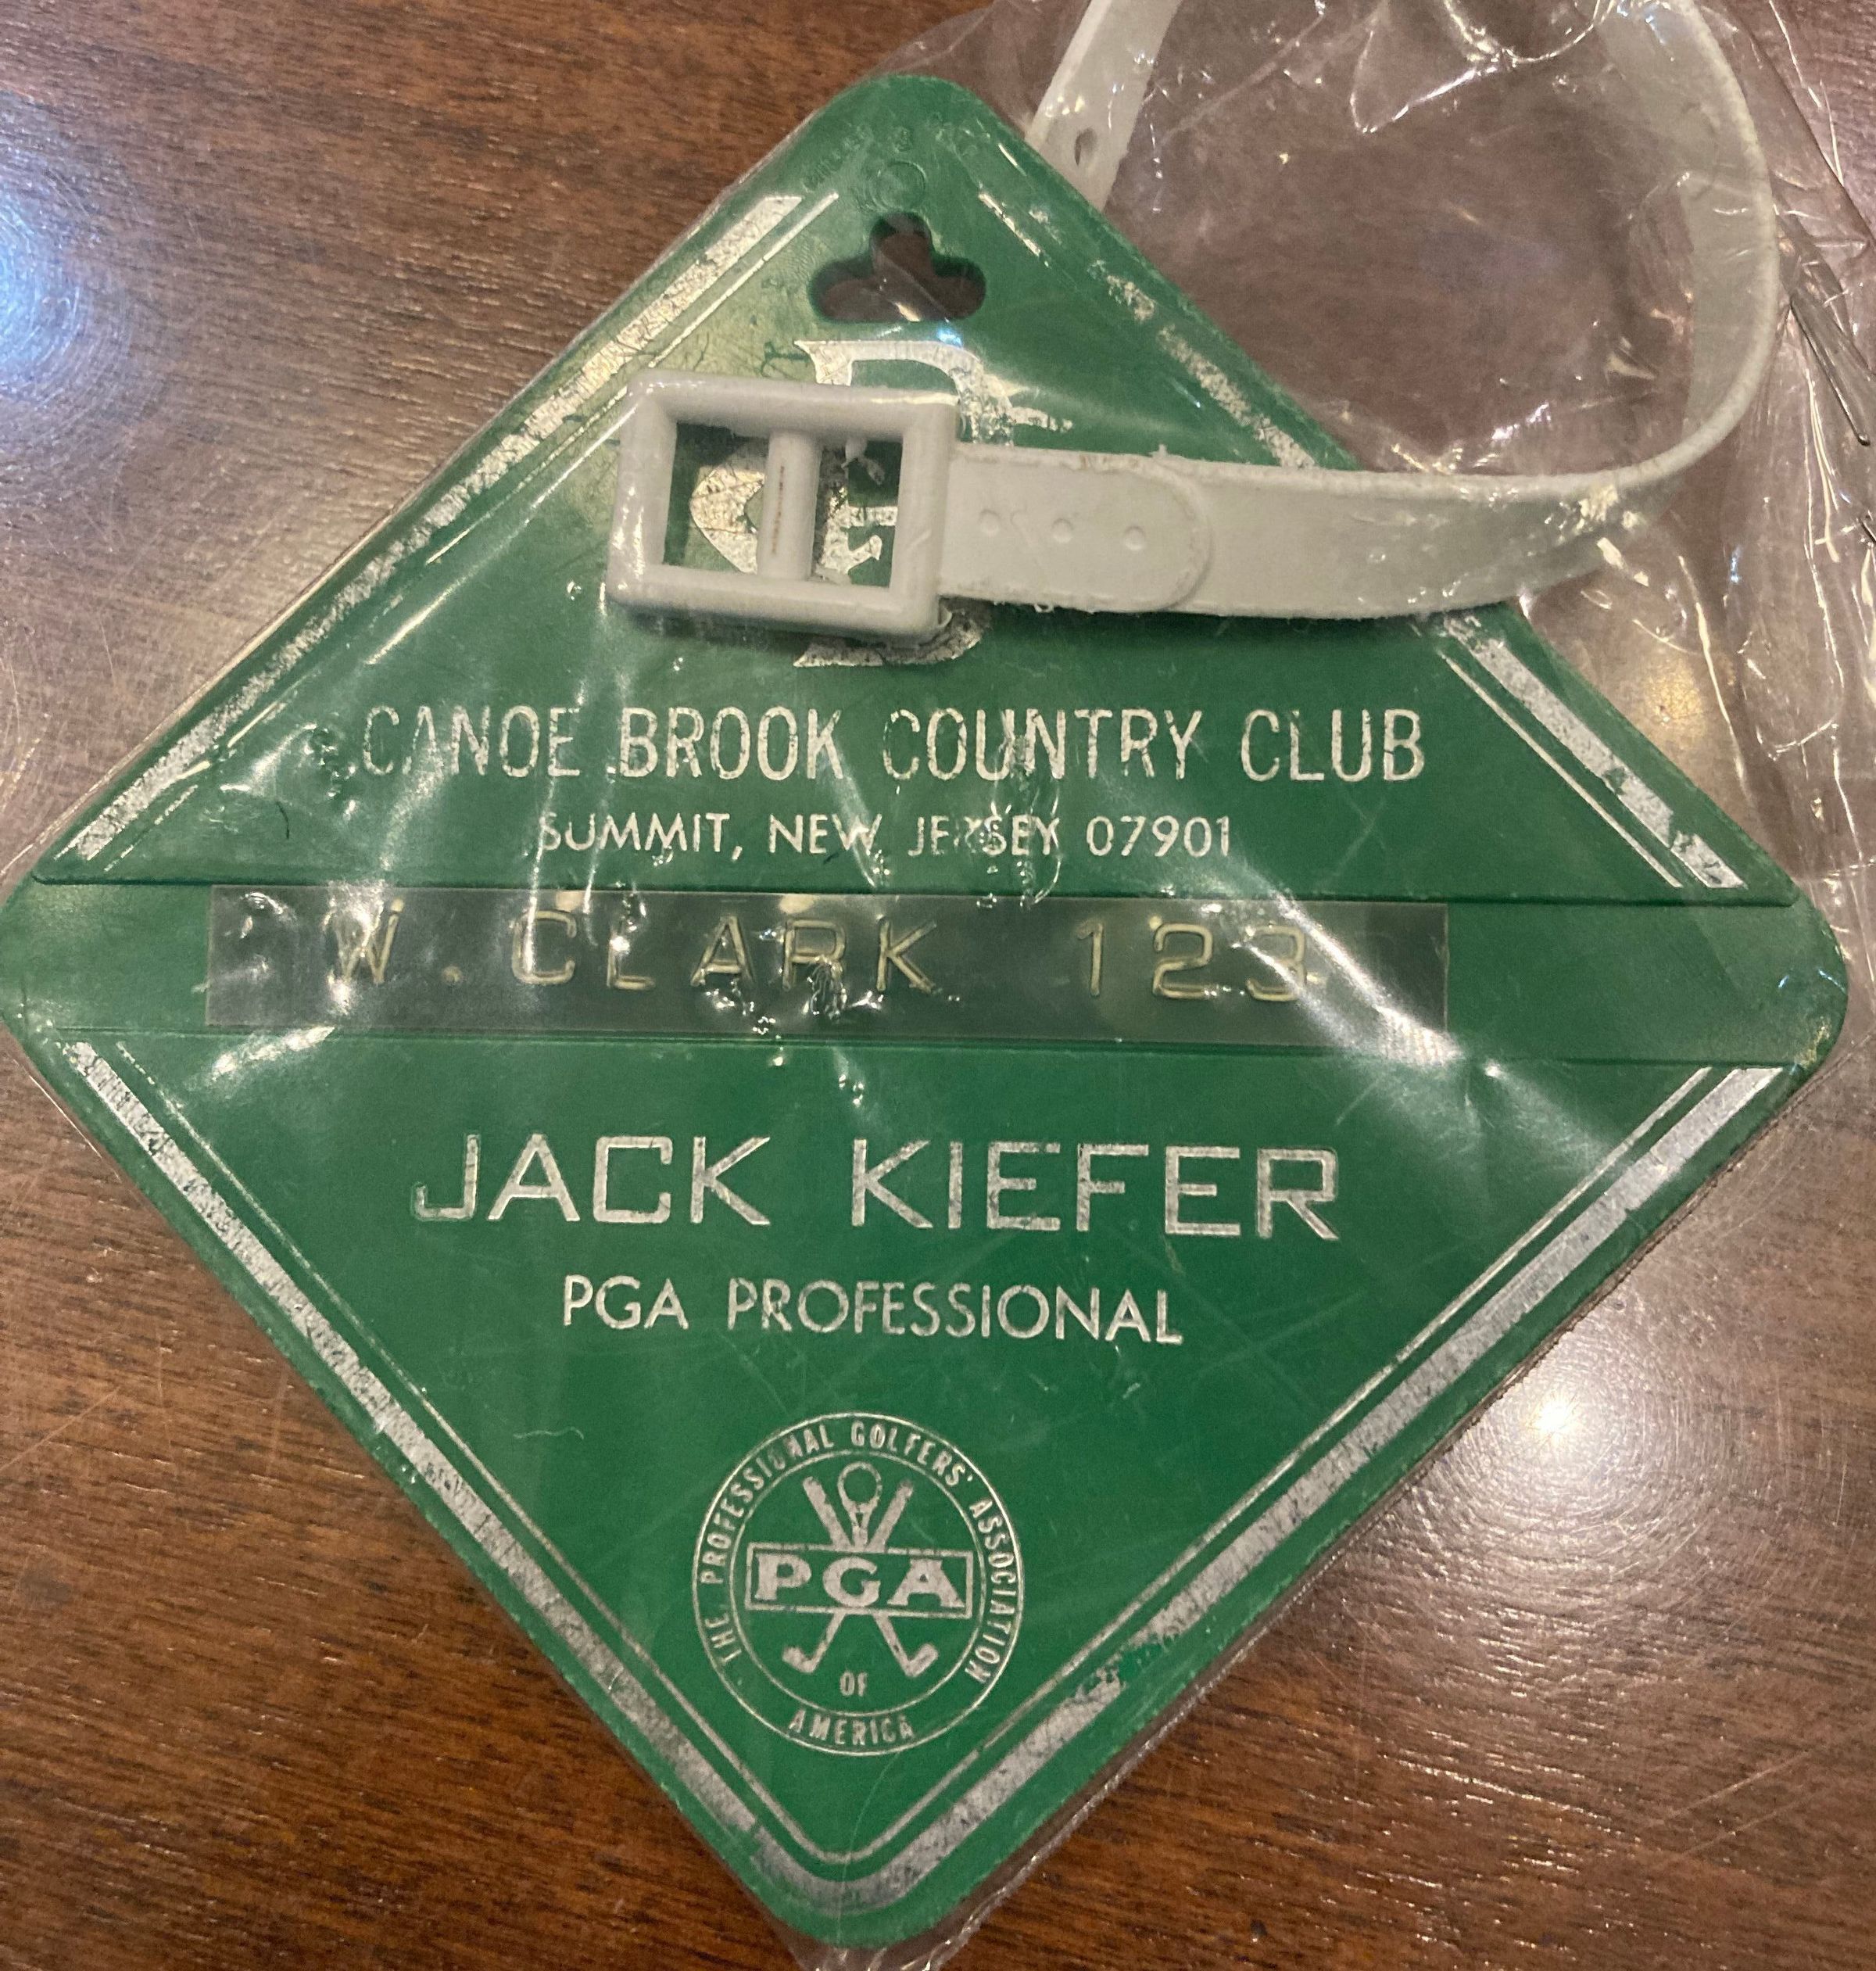 CANOE BROOK COUNTRY CLUB
SUMMIT, NEW JERSEY 07901
W. CLARK 123
JACK KIEFER
PGA PROFESSIONAL
THE PROFESSIONAL GOLFERS' ASSOCIATION
PGA
OF
AMERICA